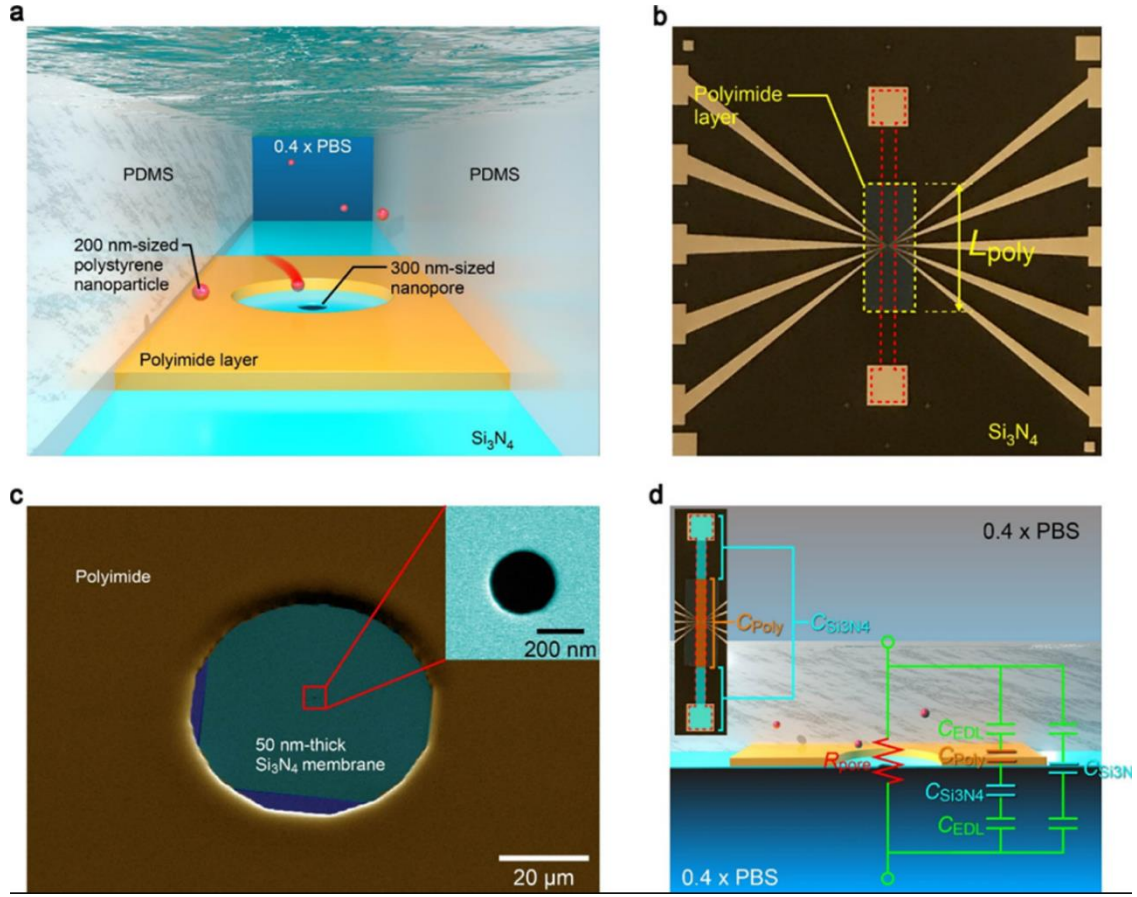 a
0.4 x PBS
PDMS
PDMS
200 nm-sized
polystyrene
nanoparticle
300 nm-sized
nanopore
Polyimide layer
Si₃N₄
b
Polyimide
layer
Lpoly
Si₃N₄
c
Polyimide
200 nm
50 nm-thick
Si₃N₄ membrane
20 µm
d
0.4 x PBS
CPoly
CSi3N4
CEDL
CPoly
Rpore
CSi3N
CSi3N4
CEDL
0.4 x PBS